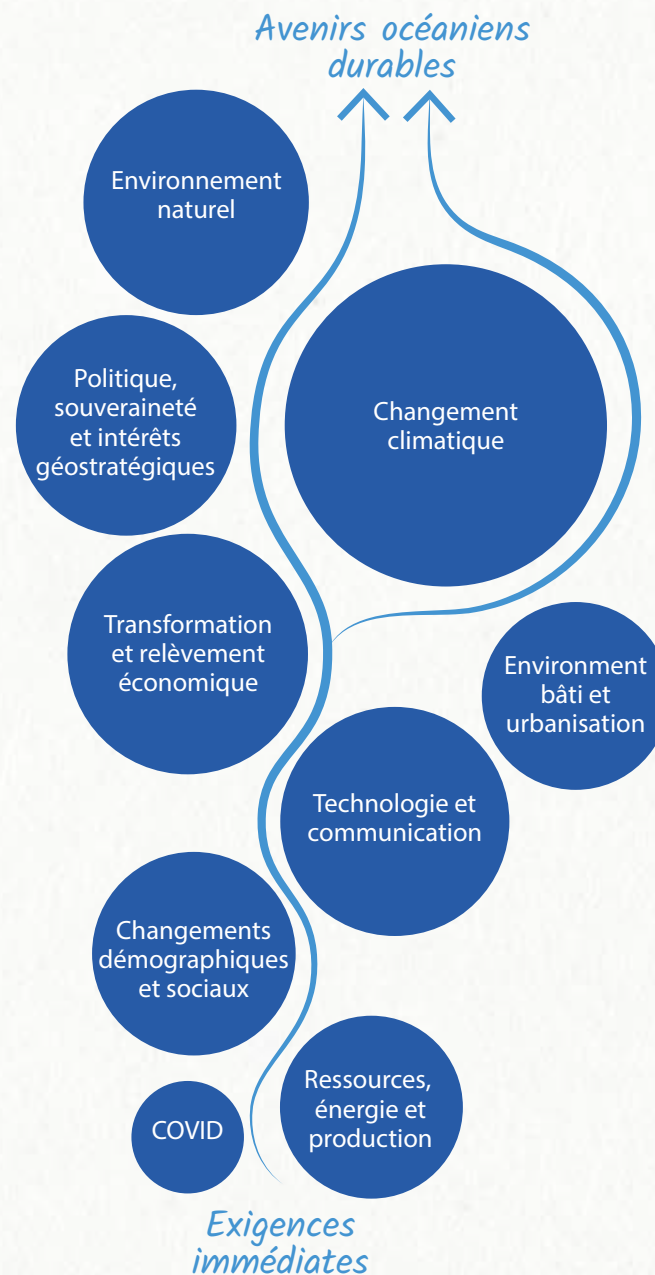 Avenirs océaniens
durables
Environnement
naturel
Politique,
souveraineté
et intérêts
géostratégiques
Changement
climatique
Transformation
et relèvement
économique
Environment
bâti et
urbanisation
Technologie et
communication
Changements
démographiques
et sociaux
Ressources,
énergie et
production
COVID
Exigences
immédiates